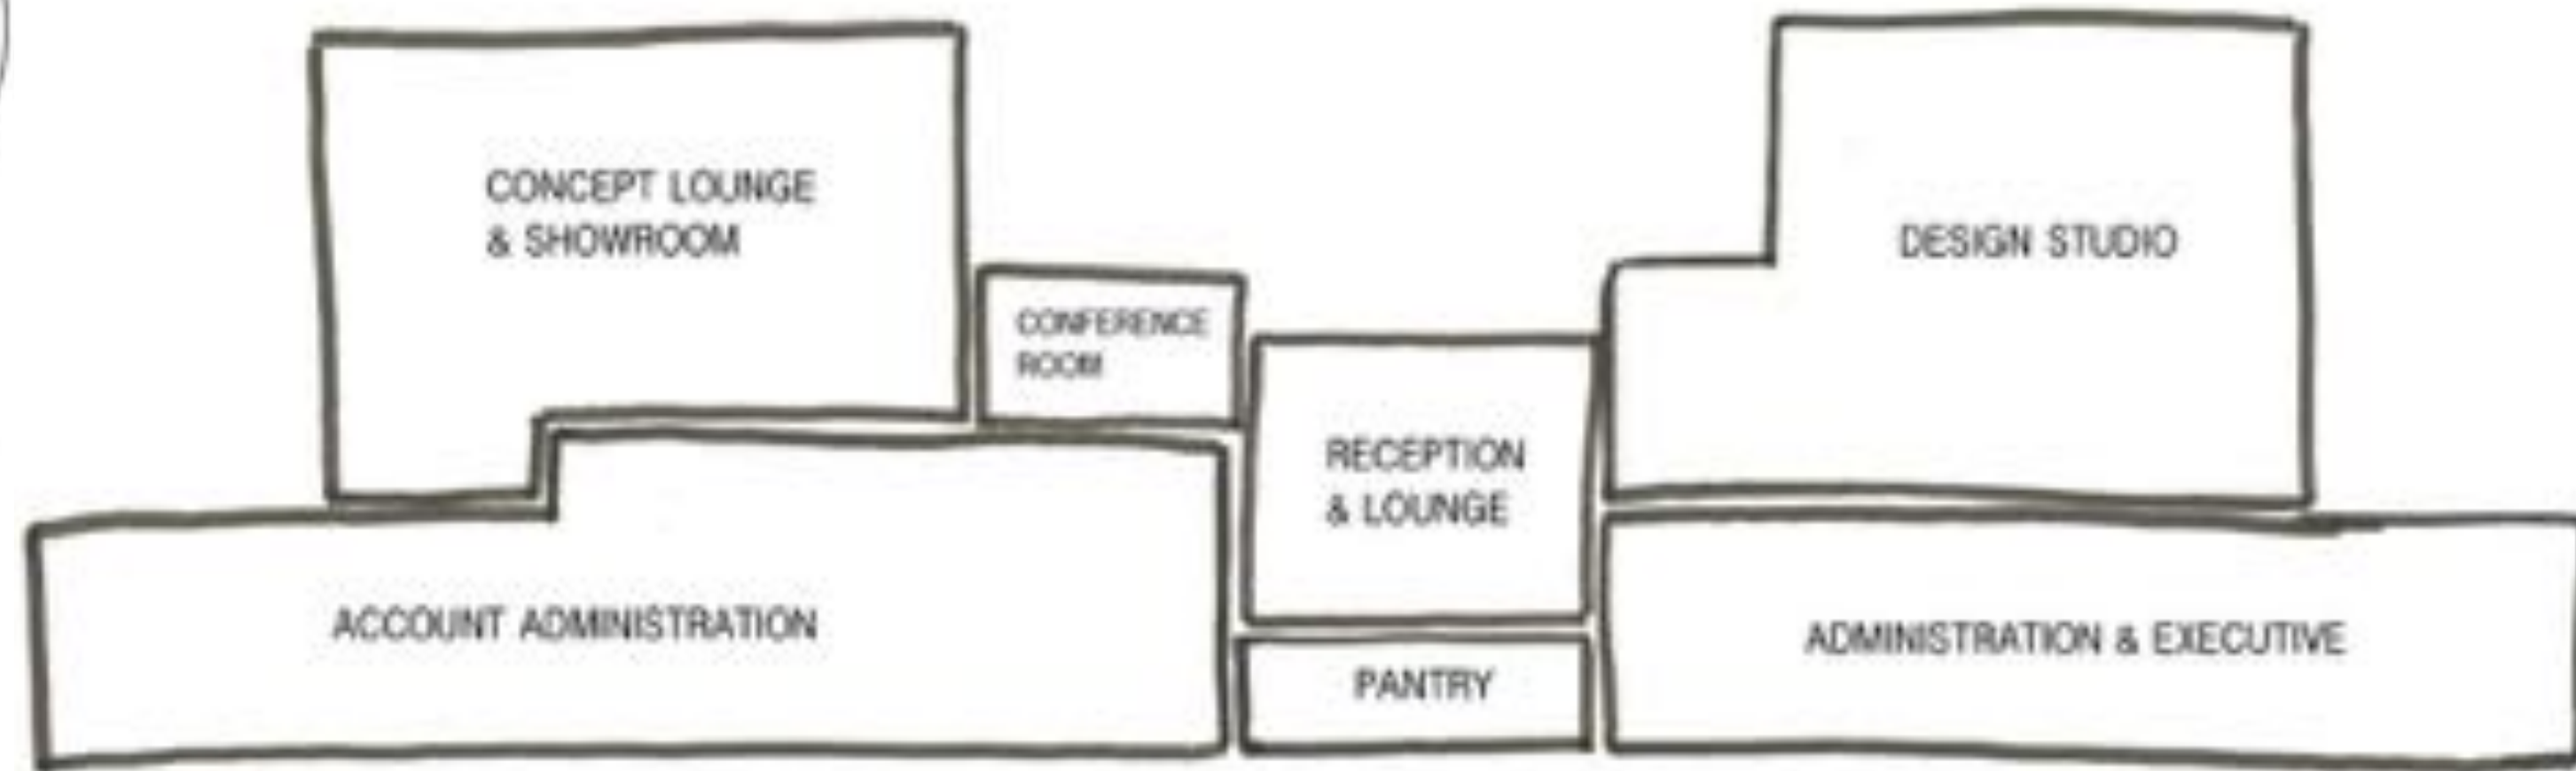 CONCEPT LOUNGE
& SHOWROOM
DESIGN STUDIO
CONFERENCE
ROOM
RECEPTION
& LOUNGE
ACCOUNT ADMINISTRATION
ADMINISTRATION & EXECUTIVE
PANTRY